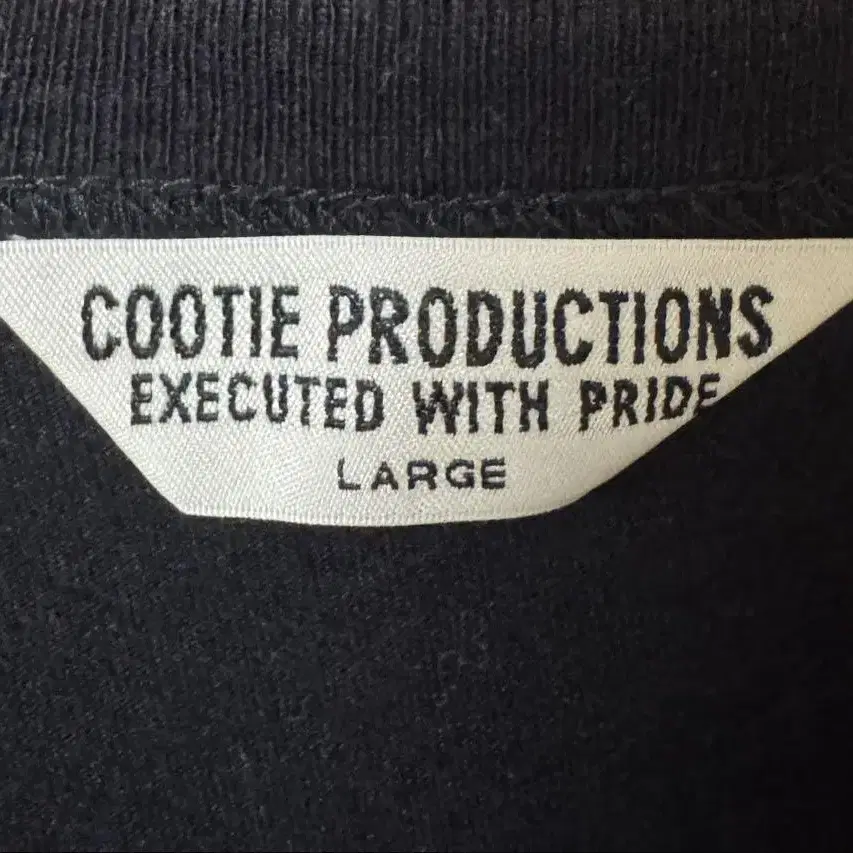 COOTIE PRODUCTIONS
EXECUTED WITH PRIDE
LARGE